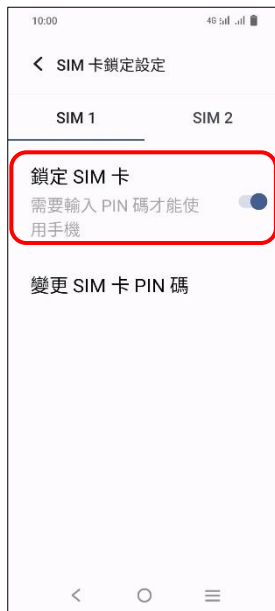 10:00
4G
SIM 卡鎖定設定
SIM 1
SIM 2
鎖定 SIM 卡
需要輸入 PIN 碼才能使
用手機
變更 SIM 卡 PIN 碼